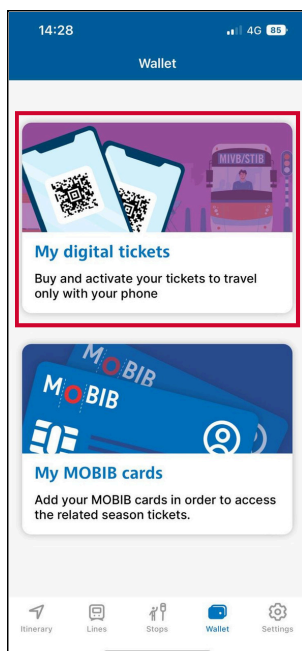 14:28
4G 85
Wallet
MIVB/STIB
My digital tickets
Buy and activate your tickets to travel
only with your phone
MOBIB
MOBIB
My MOBIB cards
Add your MOBIB cards in order to access
the related season tickets.
Itinerary Lines Stops Wallet Settings